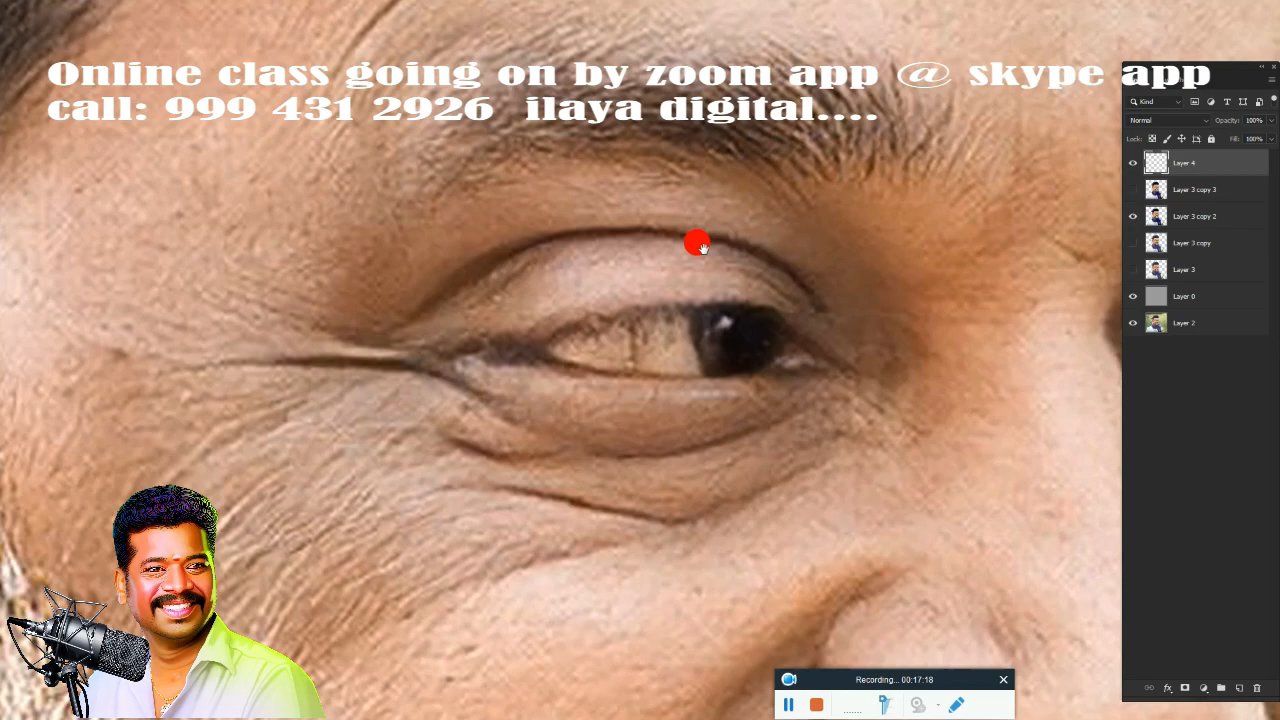 Online class going on by zoom app @ skype app
call: 999 431 2926 ilaya digital....
Kind
Normal Opacity: 100%
Lock: Fill: 100%
Layer 4
Layer 3 copy 3
Layer 3 copy 2
Layer 3 copy
Layer 3
Layer 0
Layer 2
fx
Recording... 00:17:18